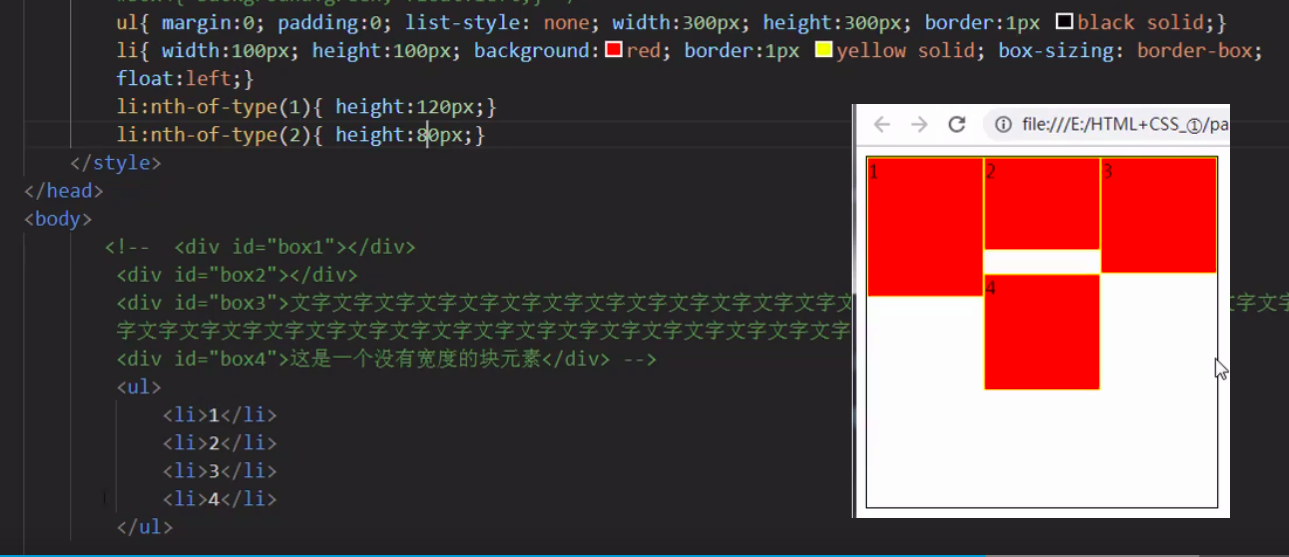 ul{ margin:0; padding:0; list-style: none; width:300px; height:300px; border:1px black solid;}
li{ width:100px; height:100px; background:red; border:1px yellow solid; box-sizing: border-box;
float:left;}
li:nth-of-type(1){ height:120px;}
li:nth-of-type(2){ height:80px;}
</style>
</head>
<body>
<!-- <div id="box1"></div>
<div id="box2"></div>
<div id="box3">文字文字文字文字文字文字文字文字文字文字文字文字文字文 字文字
字文字文字文字文字文字文字文字文字文字文字文字文字文字文字文字文字文字
<div id="box4">这是一个没有宽度的块元素</div> -->
<ul>
<li>1</li>
<li>2</li>
<li>3</li>
<li>4</li>
</ul>
file:///E:/HTML+CSS_①/pa
1 2 3
4